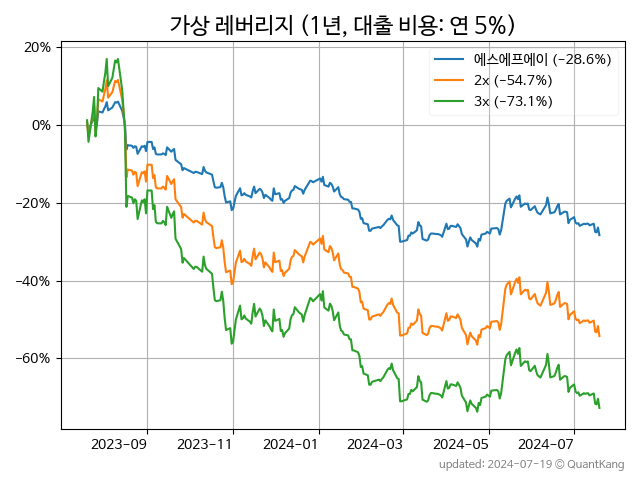 가상 레버리지 (1년, 대출 비용: 연 5%)
에스에프에이 (−28.6%)
2x (−54.7%)
3x (−73.1%)
20%
0%
−20%
−40%
−60%
2023-09
2023-11
2024-01
2024-03
2024-05
2024-07
updated: 2024-07-19 © QuantKang